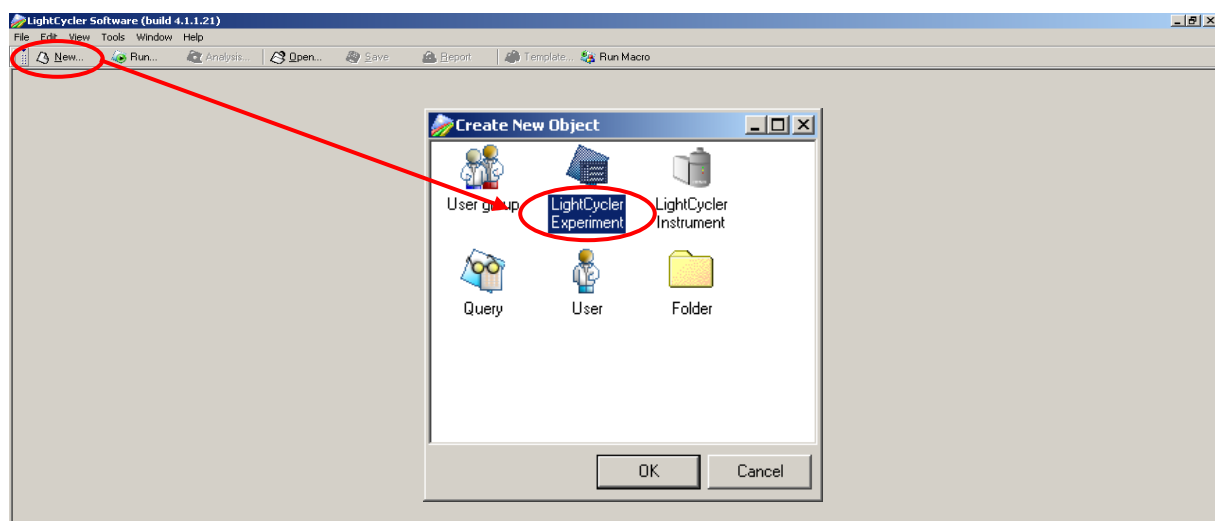 LightCycler Software (build 4.1.1.21)
File Edit View Tools Window Help
New... Run... Analysis... Open... Save Report Template... Run Macro
Create New Object
User group LightCycler Experiment LightCycler Instrument
Query User Folder
OK Cancel